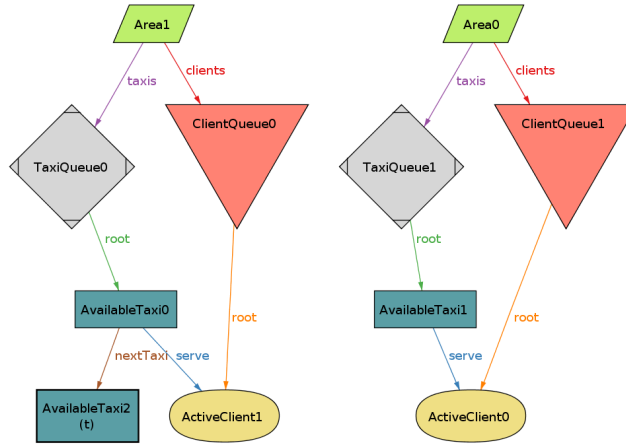 Area1
Area0
taxis
clients
taxis
clients
ClientQueue0
ClientQueue1
TaxiQueue0
TaxiQueue1
root
root
root
root
AvailableTaxi0
AvailableTaxi1
nextTaxi
serve
serve
AvailableTaxi2
(t)
ActiveClient1
ActiveClient0